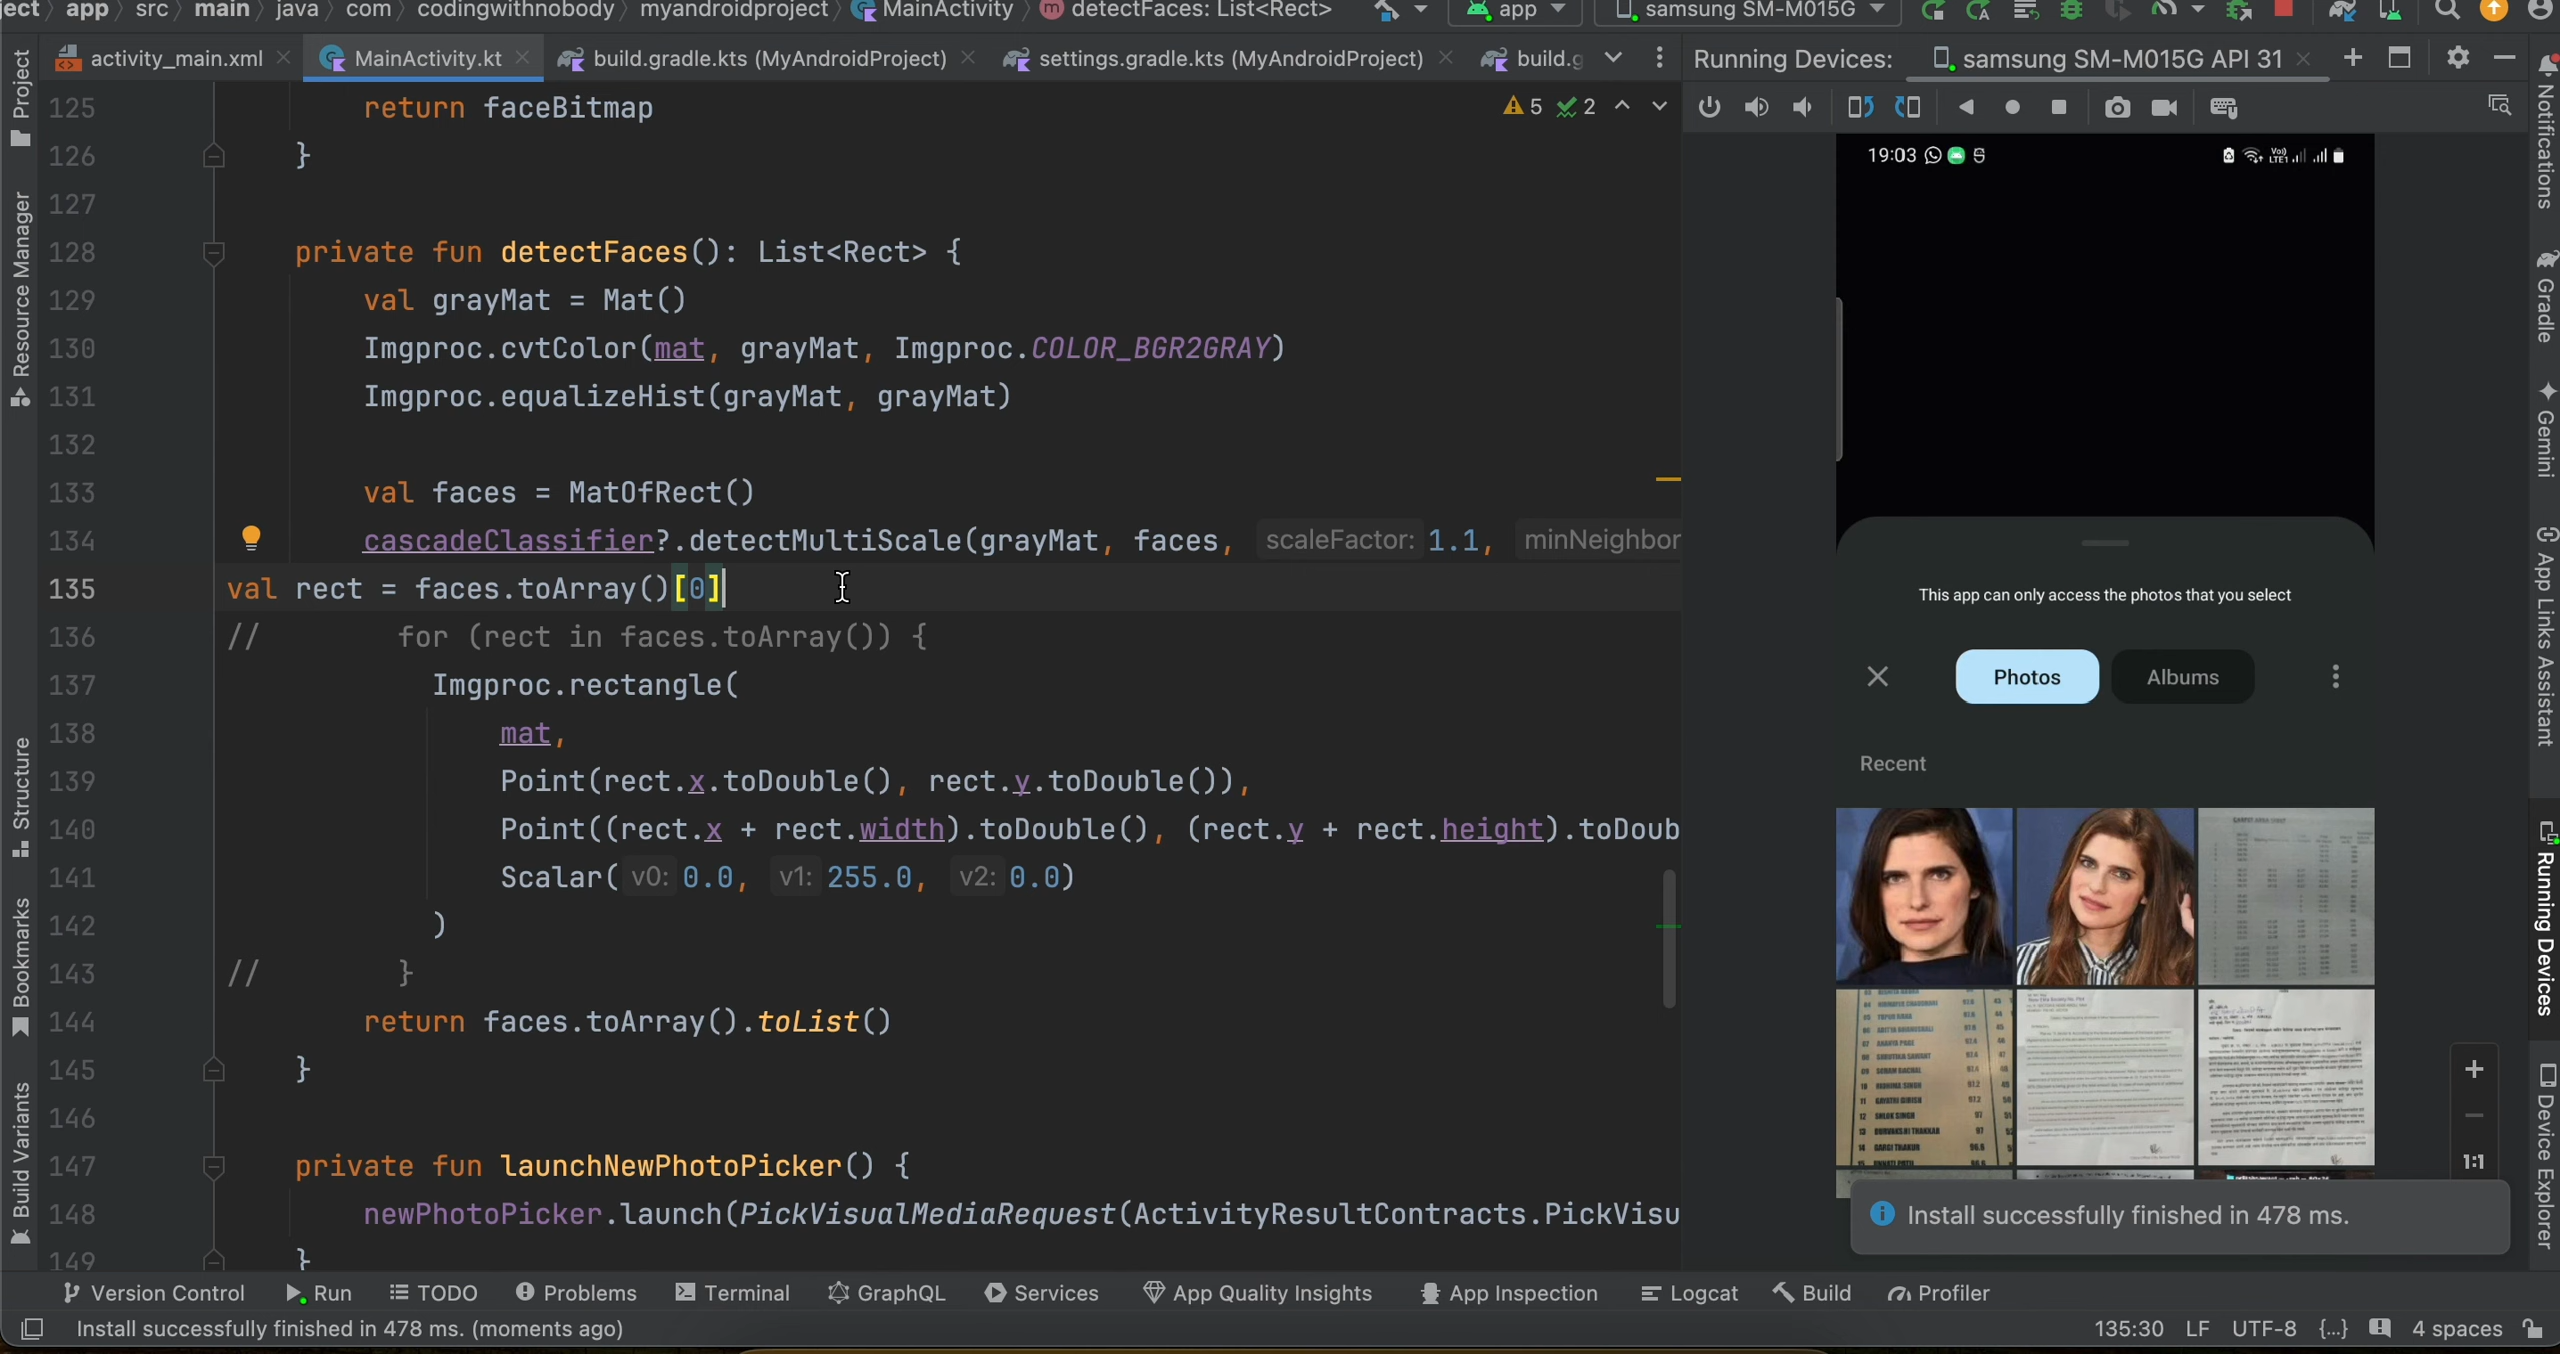 ect › app › src › main › java › com › codingwithnobody › myandroidproject › MainActivity › detectFaces: List<Rect>
app
samsung SM-M015G
activity_main.xml
MainActivity.kt
build.gradle.kts (MyAndroidProject)
settings.gradle.kts (MyAndroidProject)
build.g
Running Devices:
samsung SM-M015G API 31
5 2
125 return faceBitmap
126 }
127
128 private fun detectFaces(): List<Rect> {
129 val grayMat = Mat()
130 Imgproc.cvtColor(mat, grayMat, Imgproc.COLOR_BGR2GRAY)
131 Imgproc.equalizeHist(grayMat, grayMat)
132
133 val faces = MatOfRect()
134 cascadeClassifier?.detectMultiScale(grayMat, faces, scaleFactor: 1.1, minNeighbor
135 val rect = faces.toArray()[0]
136 // for (rect in faces.toArray()) {
137 Imgproc.rectangle(
138 mat,
139 Point(rect.x.toDouble(), rect.y.toDouble()),
140 Point((rect.x + rect.width).toDouble(), (rect.y + rect.height).toDoub
141 Scalar( v0: 0.0, v1: 255.0, v2: 0.0)
142 )
143 // }
144 return faces.toArray().toList()
145 }
146
147 private fun launchNewPhotoPicker() {
148 newPhotoPicker.launch(PickVisualMediaRequest(ActivityResultContracts.PickVisu
149 }
Project
Resource Manager
Structure
Bookmarks
Build Variants
19:03
This app can only access the photos that you select
Photos
Albums
Recent
1:1
Install successfully finished in 478 ms.
Notifications
Gradle
Gemini
App Links Assistant
Running Devices
Device Explorer
Version Control
Run
TODO
Problems
Terminal
GraphQL
Services
App Quality Insights
App Inspection
Logcat
Build
Profiler
Install successfully finished in 478 ms. (moments ago)
135:30 LF UTF-8 {...} 4 spaces